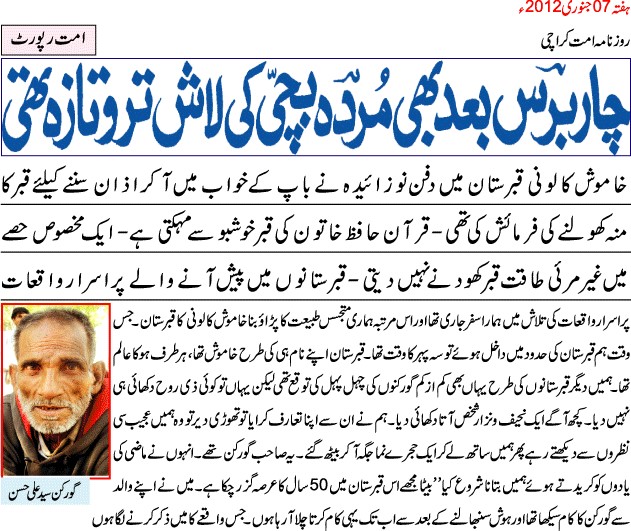 ہفتہ 07 جنوری 2012ء
روزنامہ امت کراچی
امت رپورٹ
چار برس بعد بھی مُردہ بچی کی لاش تروتازہ تھی
خاموش کالونی قبرستان میں دفن نوزائیدہ نے باپ کے خواب میں آکر اذان سننے کیلئے قبر کا
منہ کھولنے کی فرمائش کی تھی - قرآن حافظ خاتون کی قبر خوشبو سے مہکتی ہے - ایک مخصوص حصے
میں غیر مرئی طاقت قبر کھودنے نہیں دیتی - قبرستانوں میں پیش آنے والے پراسرار واقعات
پراسرار واقعات کی تلاش میں ہمارا سفر جاری تھا اور اس مرتبہ ہماری متجسس طبیعت کا پڑاؤ بنا خاموش کالونی کا قبرستان - جس
وقت ہم قبرستان کی حدود میں داخل ہوئے تو سہ پہر کا وقت تھا - قبرستان اپنے نام ہی کی طرح خاموش تھا، ہر طرف ہو کا عالم
تھا - ہمیں دیگر قبرستانوں کی طرح یہاں بھی کم از کم گورکنوں کی چہل پہل کی توقع تھی لیکن یہاں تو کوئی ذی روح دکھائی ہی
نہیں دیا - کچھ آگے ایک نحیف و نزار شخص آتا دکھائی دیا - ہم نے ان سے اپنا تعارف کرایا تو تھوڑی دیر تو وہ ہمیں عجیب سی
نظروں سے دیکھتے رہے پھر ہمیں ساتھ لے کر ایک حجرے نما جگہ آ کر بیٹھ گئے - یہ صاحب گورکن تھے - انہوں نے ماضی کی
یادوں کو کریدتے ہوئے ہمیں بتانا شروع کیا ”بیٹا مجھے اس قبرستان میں 50 سال کا عرصہ گزر چکا ہے - میں نے اپنے والد
سے گورکن کا کام سیکھا تھا اور ہوش سنبھالنے کے بعد سے اب تک یہی کام کرتا چلا آ رہا ہوں - جس واقعے کا میں ذکر کرنے لگا ہوں
گورکن سید علی حسن